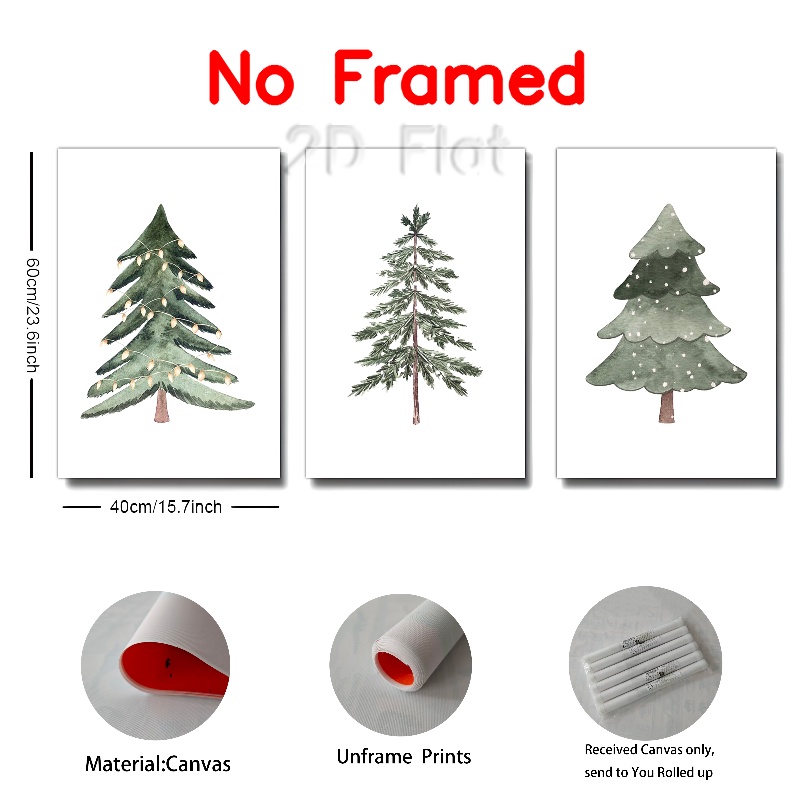 No Framed
2D Flat
60cm/23.6inch
40cm/15.7inch
Material:Canvas
Unframe Prints
Received Canvas only,
send to You Rolled up